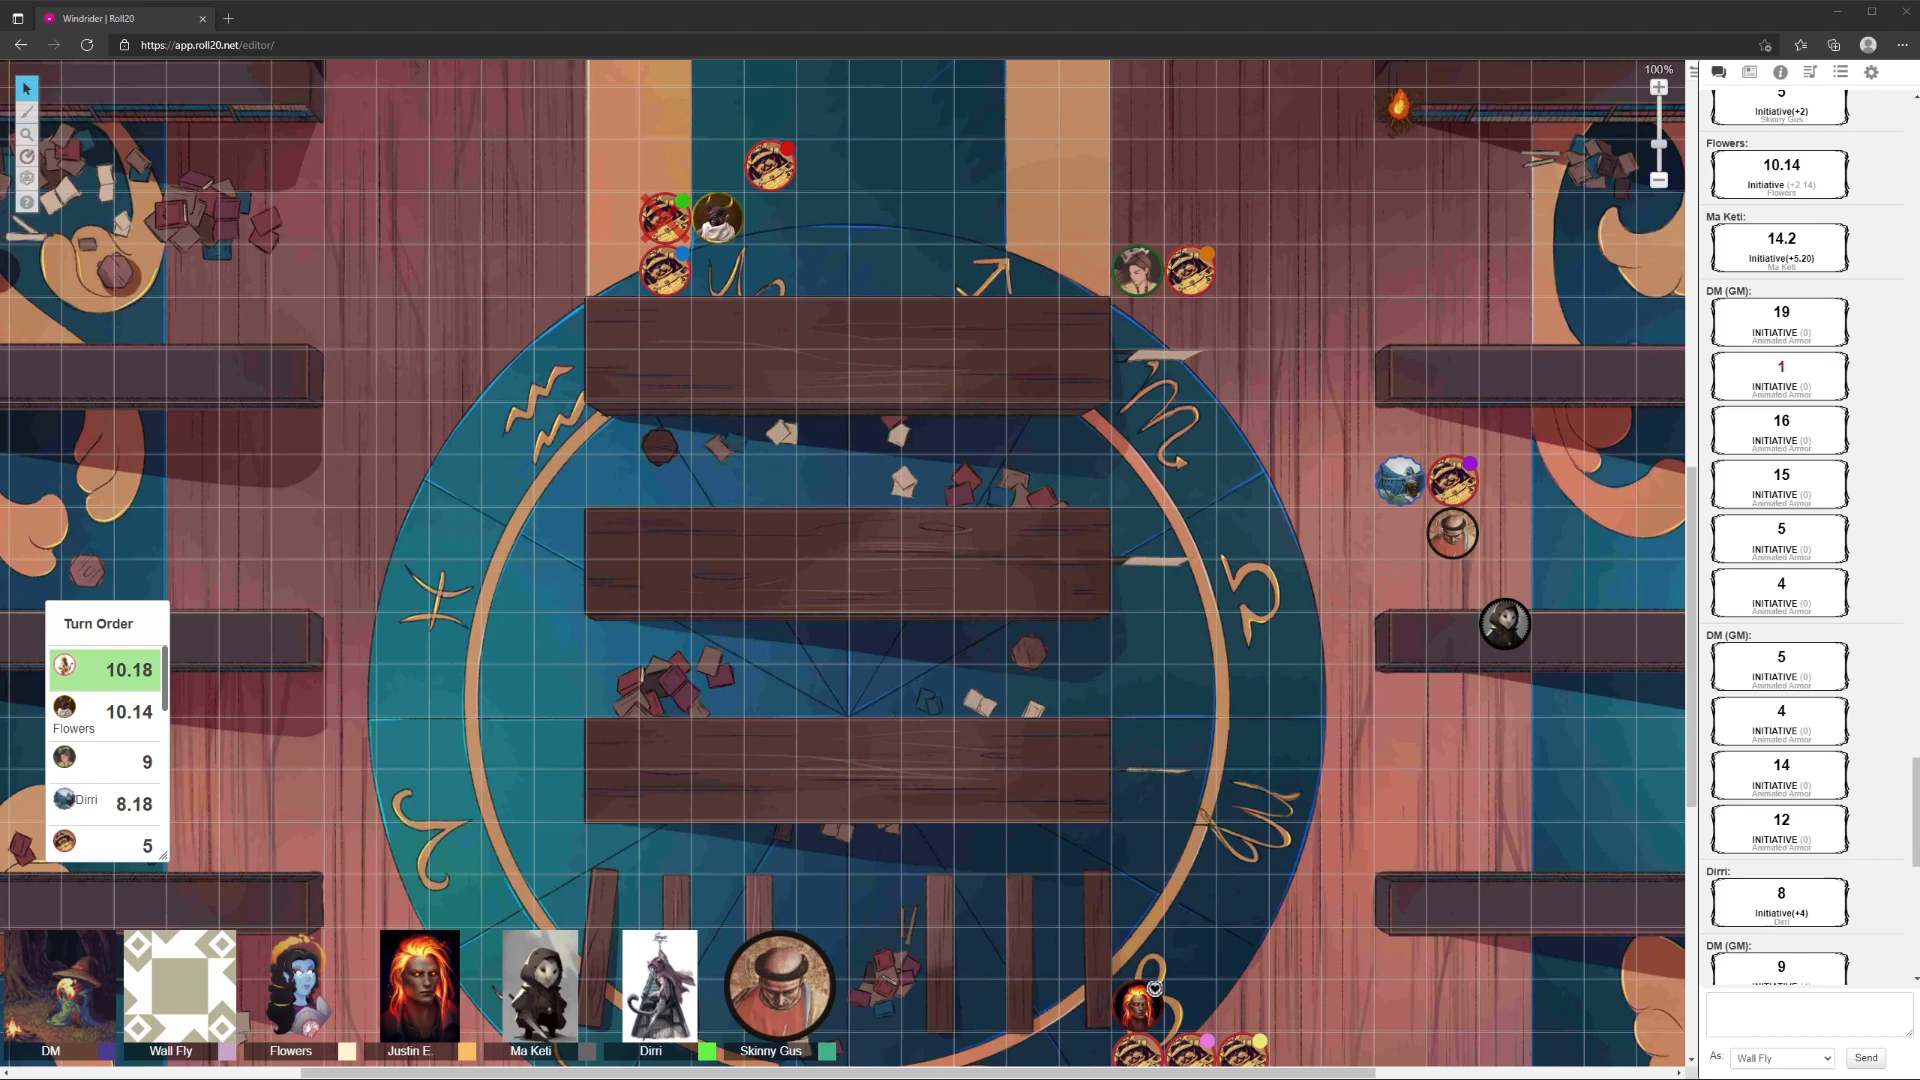 Windrider | Roll20
https://app.roll20.net/editor/
100%
5
Initiative(+2)
Skinny Gus
Flowers:
10.14
Initiative (+2.14)
Flowers
Ma Keti:
14.2
Initiative(+5.20)
Ma Keti
DM (GM):
19
INITIATIVE (0)
Animated Armor
1
INITIATIVE (0)
Animated Armor
16
INITIATIVE (0)
Animated Armor
15
INITIATIVE (0)
Animated Armor
5
INITIATIVE (0)
Animated Armor
4
INITIATIVE (0)
Animated Armor
DM (GM):
5
INITIATIVE (0)
Animated Armor
4
INITIATIVE (0)
Animated Armor
14
INITIATIVE (0)
Animated Armor
12
INITIATIVE (0)
Animated Armor
Dirri:
8
Initiative(+4)
Dirri
DM (GM):
9
Turn Order
10.18
10.14
Flowers
9
Dirri
8.18
5
DM
Wall Fly
Flowers
Justin E.
Ma Keti
Dirri
Skinny Gus
As:
Wall Fly
Send